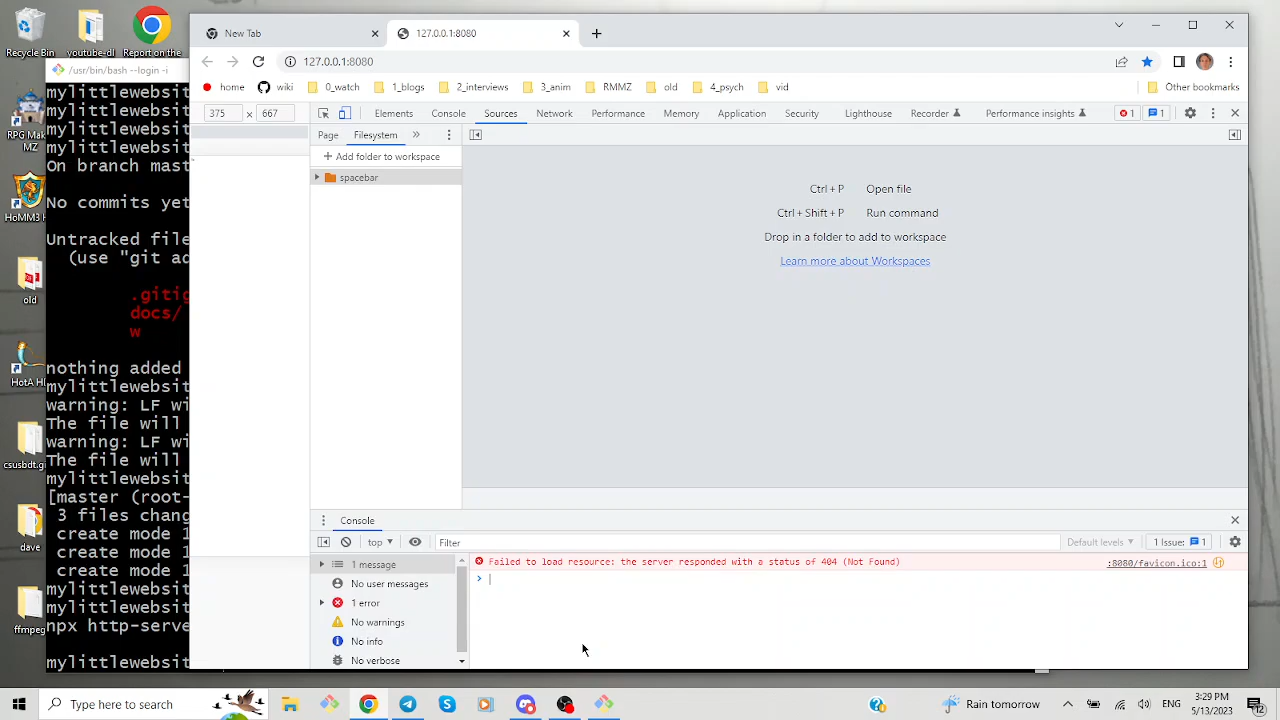 Recycle Bin
youtube-dl
Report on the
RPG Mak
MZ
HoMM3 H
old
HotA H
csusbdt.g
dave
ffmpeg
/usr/bin/bash --login -i
mylittlewebsit
mylittlewebsit
mylittlewebsit
mylittlewebsit
On branch mast
No commits yet
Untracked file
(use "git ad
.gitig
docs/
w
nothing added
mylittlewebsit
warning: LF wi
The file will
warning: LF wi
The file will
mylittlewebsit
[master (root-
3 files chang
create mode 1
create mode 1
create mode 1
mylittlewebsit
mylittlewebsit
npx http-serve
mylittlewebsit
New Tab
127.0.0.1:8080
127.0.0.1:8080
home wiki 0_watch 1_blogs 2_interviews 3_anim RMMZ old 4_psych vid Other bookmarks
375 × 667
Elements Console Sources Network Performance Memory Application Security Lighthouse Recorder Performance insights 1 1
Page Filesystem »
+ Add folder to workspace
spacebar
Ctrl + P Open file
Ctrl + Shift + P Run command
Drop in a folder to add to workspace
Learn more about Workspaces
Console
top Filter Default levels 1 Issue: 1
1 message
No user messages
1 error
No warnings
No info
No verbose
Failed to load resource: the server responded with a status of 404 (Not Found) :8080/favicon.ico:1
>
Type here to search
Rain tomorrow
ENG
3:29 PM
5/13/2023
12